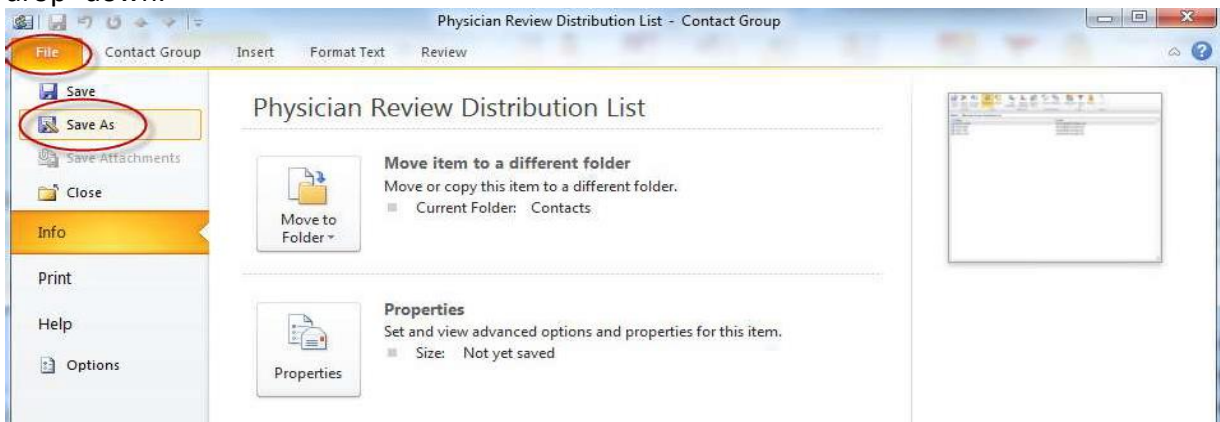 drop-down.
Physician Review Distribution List - Contact Group
File Contact Group Insert Format Text Review
Save
Save As
Save Attachments
Close
Info
Print
Help
Options
Physician Review Distribution List
Move to
Folder
Move item to a different folder
Move or copy this item to a different folder.
Current Folder: Contacts
Properties
Properties
Set and view advanced options and properties for this item.
Size: Not yet saved